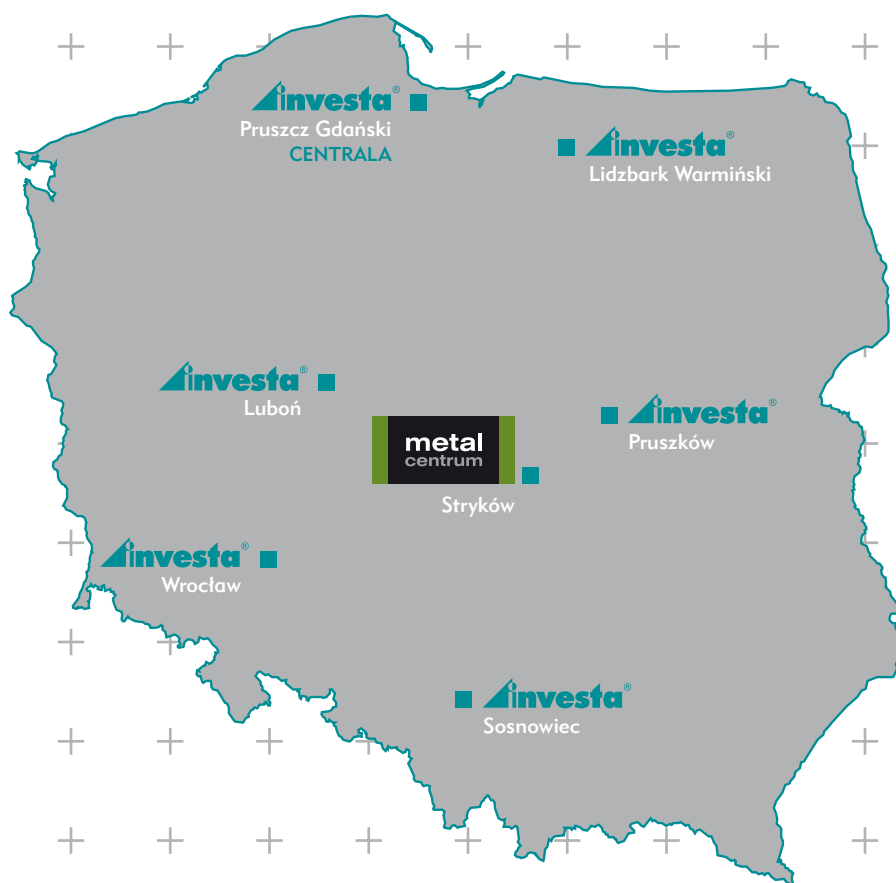 investa®
Pruszcz Gdański
CENTRALA
investa®
Lidzbark Warmiński
investa®
Luboń
investa®
Pruszków
metal
centrum
Stryków
investa®
Wrocław
investa®
Sosnowiec